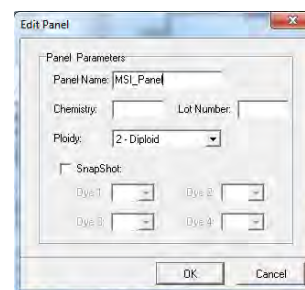 Edit Panel
Panel Parameters
Panel Name: MSI_Panel
Chemistry: Lot Number:
Ploidy: 2 - Diploid
SnapShot:
Dye 1 Dye 2
Dye 3 Dye 4
OK Cancel